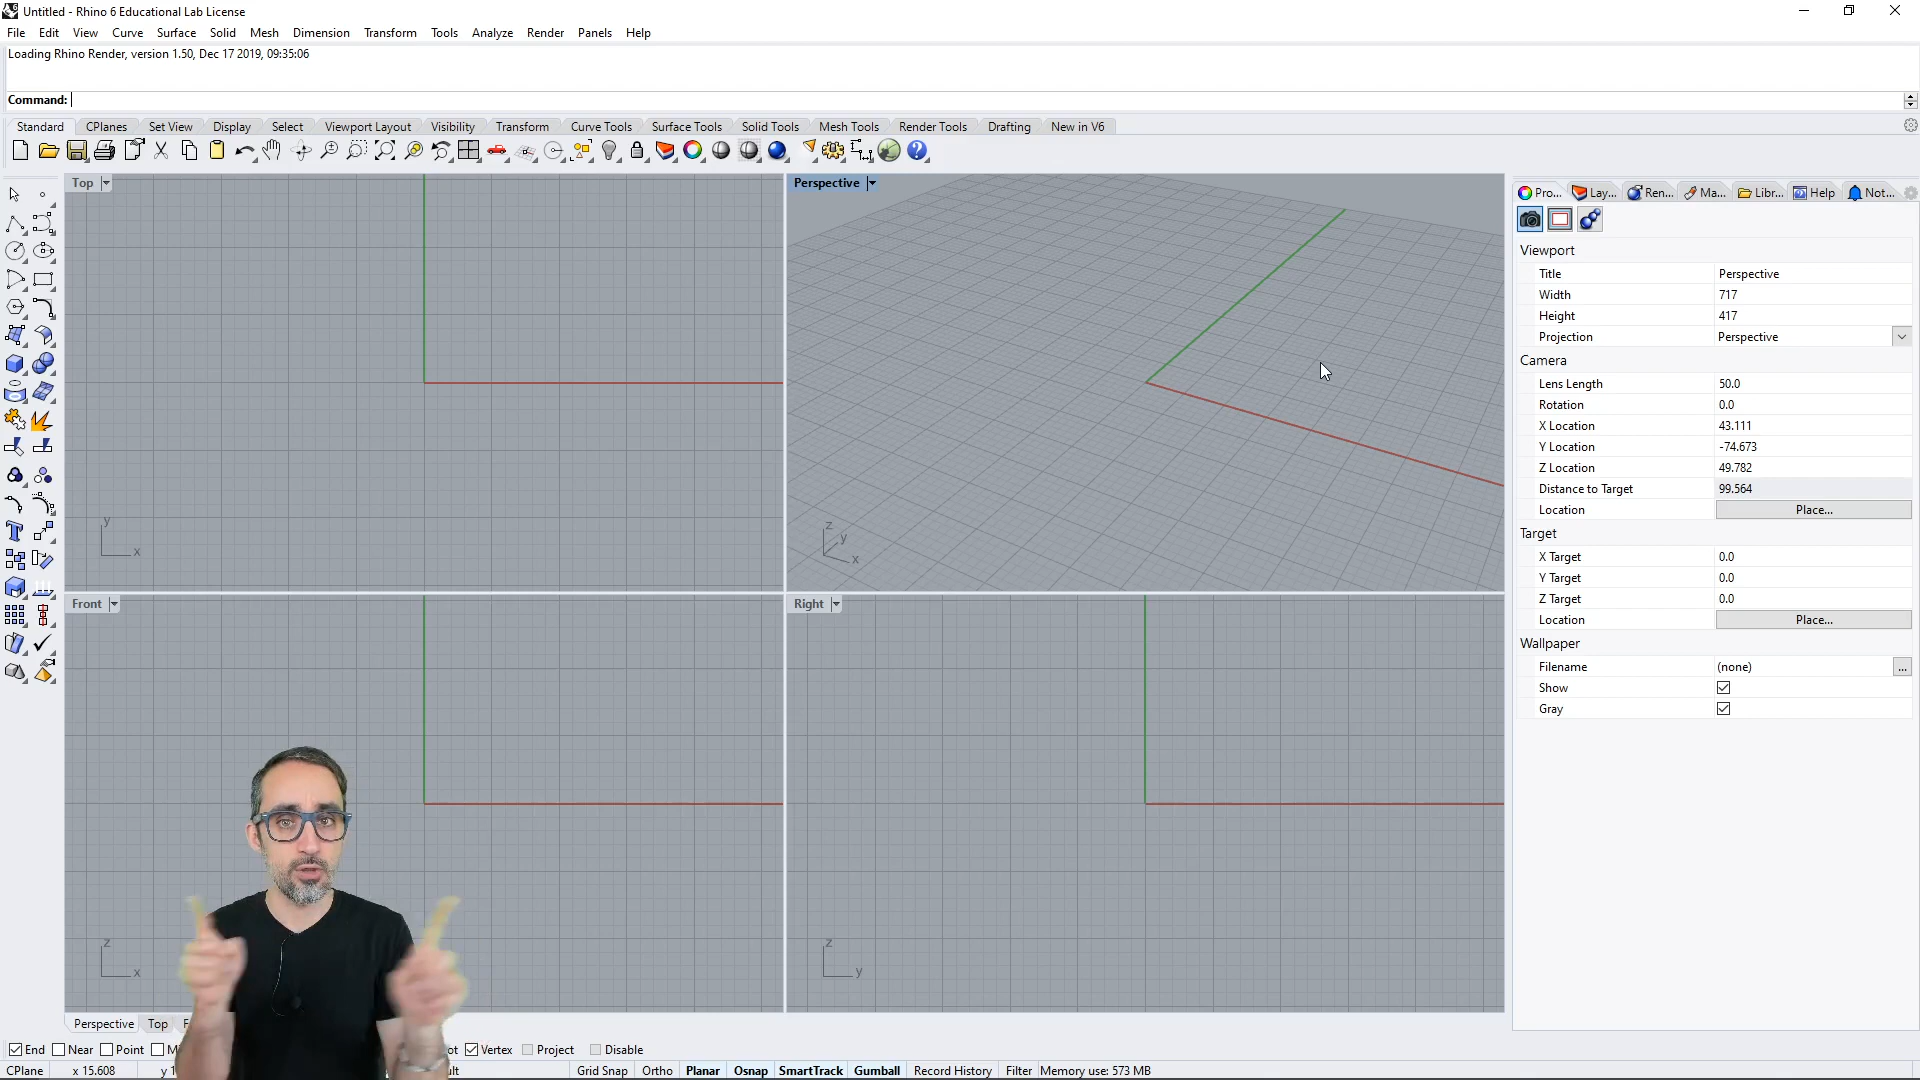 Untitled - Rhino 6 Educational Lab License
File Edit View Curve Surface Solid Mesh Dimension Transform Tools Analyze Render Panels Help
Loading Rhino Render, version 1.50, Dec 17 2019, 09:35:06
Command:
Standard CPlanes Set View Display Select Viewport Layout Visibility Transform Curve Tools Surface Tools Solid Tools Mesh Tools Render Tools Drafting New in V6
Top
Perspective
Pro... Lay... Ren... Ma... Libr... Help Not...
Viewport
Title Perspective
Width 717
Height 417
Projection Perspective
Camera
Lens Length 50.0
Rotation 0.0
X Location 43.111
Y Location -74.673
Z Location 49.782
Distance to Target 99.564
Location Place...
Target
X Target 0.0
Y Target 0.0
Z Target 0.0
Location Place...
Wallpaper
Filename (none) ...
Show
Gray
y
x
z
y
x
Front
Right
z
x
z
y
Perspective Top F
End Near Point Mi
Vertex Project Disable
CPlane x 15.608 y 1
Grid Snap Ortho Planar Osnap SmartTrack Gumball Record History Filter Memory use: 573 MB